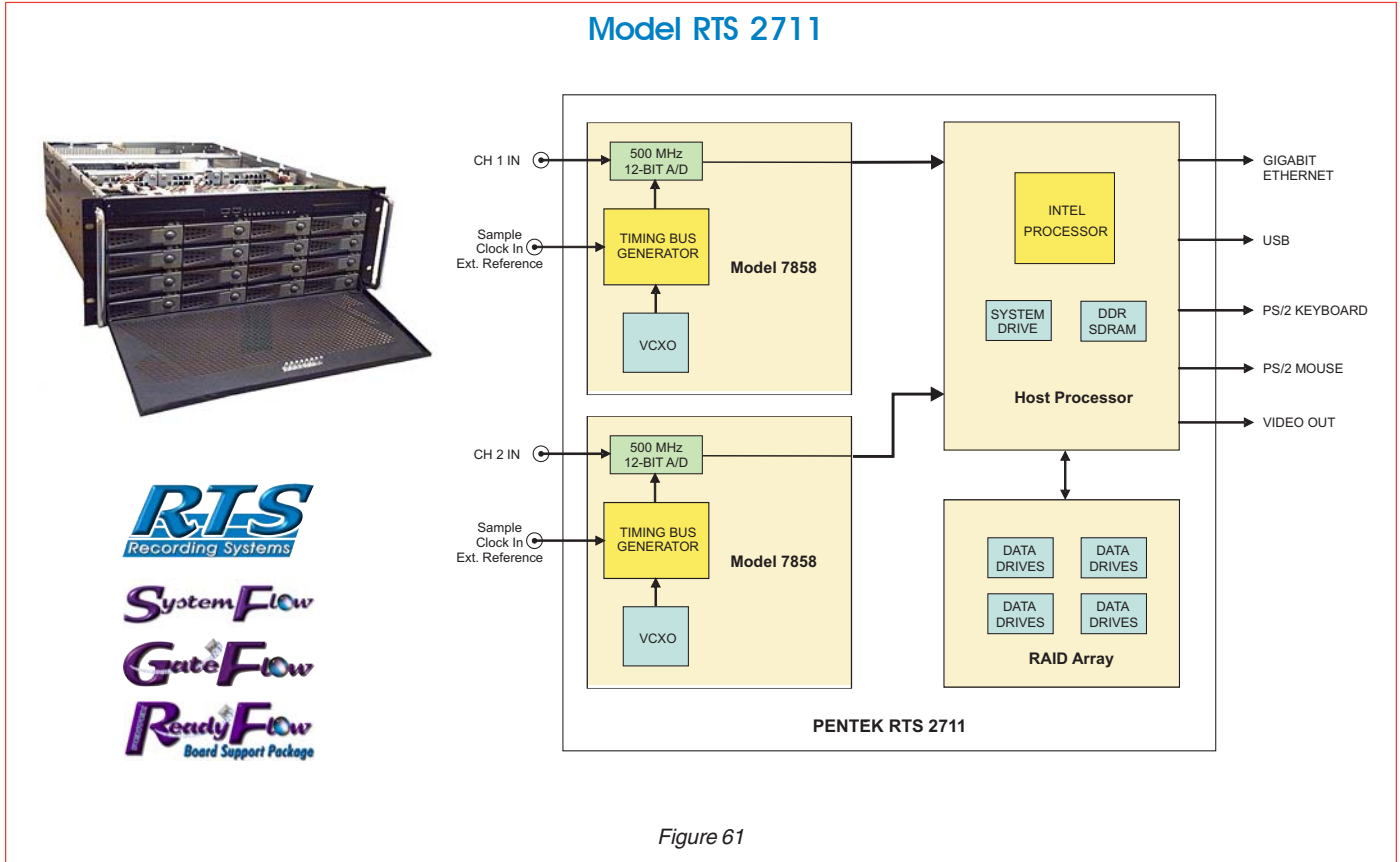 Model RTS 2711
CH 1 IN
500 MHz
12-BIT A/D
Sample
Clock In
Ext. Reference
TIMING BUS
GENERATOR
Model 7858
VCXO
CH 2 IN
500 MHz
12-BIT A/D
Sample
Clock In
Ext. Reference
TIMING BUS
GENERATOR
Model 7858
VCXO
INTEL
PROCESSOR
SYSTEM
DRIVE
DDR
SDRAM
Host Processor
GIGABIT
ETHERNET
USB
PS/2 KEYBOARD
PS/2 MOUSE
VIDEO OUT
DATA
DRIVES
DATA
DRIVES
DATA
DRIVES
DATA
DRIVES
RAID Array
PENTEK RTS 2711
RTS
Recording Systems
SystemFlow
GateFlow
ReadyFlow
Board Support Package
Figure 61